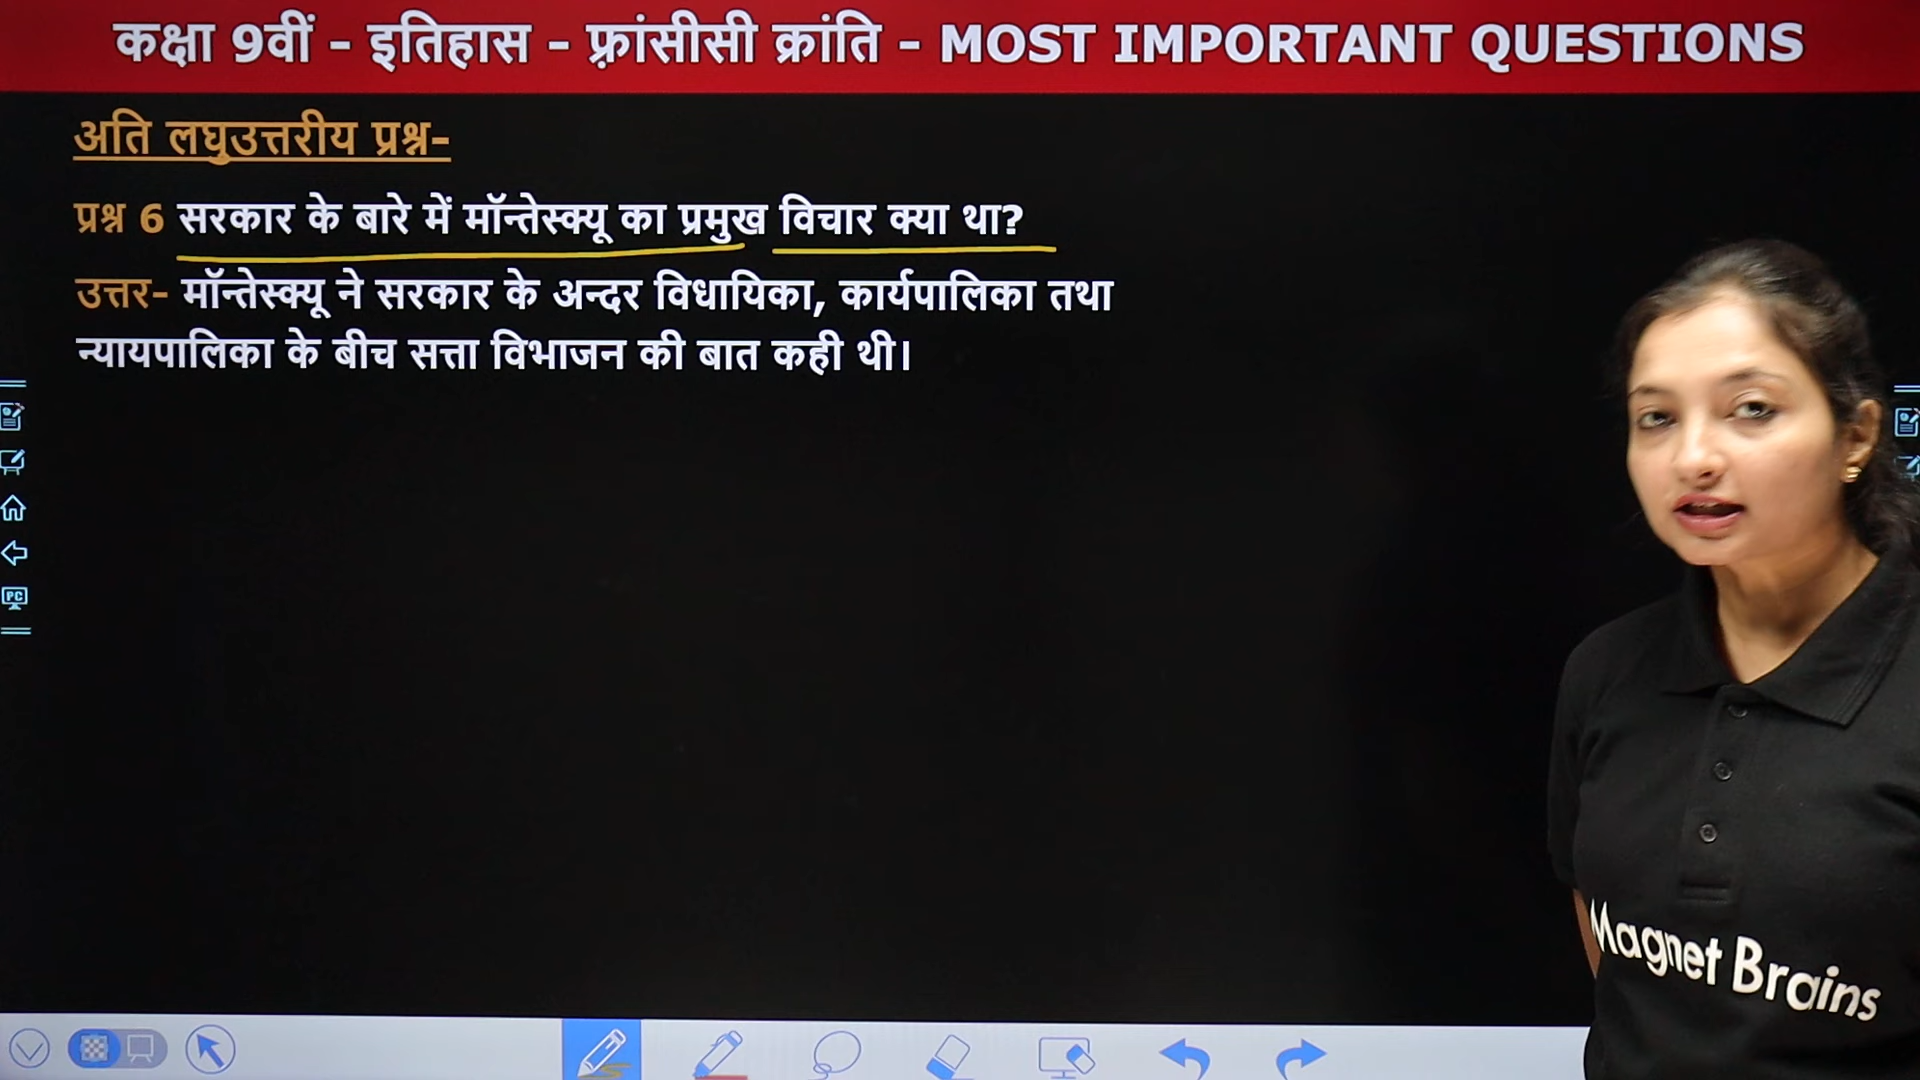 कक्षा 9वीं - इतिहास - फ़्रांसीसी क्रांति - MOST IMPORTANT QUESTIONS
अति लघुउत्तरीय प्रश्न-
प्रश्न 6 सरकार के बारे में मॉन्तेस्क्यू का प्रमुख विचार क्या था?
उत्तर- मॉन्तेस्क्यू ने सरकार के अन्दर विधायिका, कार्यपालिका तथा
न्यायपालिका के बीच सत्ता विभाजन की बात कही थी।
PC
Magnet Brains